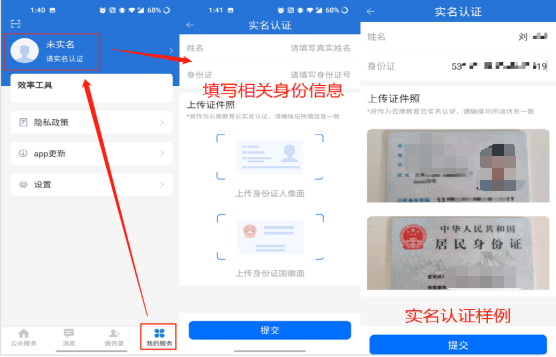 1:40
68%
未实名
请实名认证
效率工具
隐私政策
app更新
设置
公共服务
消息
通讯录
我的服务
1:41
68%
实名认证
姓名
请填写真实姓名
身份证
请填写身份证号
填写相关身份信息
上传证件照
*将作为云南教育云实名认证，请确保与所填信息一致
上传身份证人像面
上传身份证国徽面
提交
实名认证
姓名
刘
身份证
53
19
上传证件照
*将作为云南教育云实名认证，请确保与所填信息一致
中华人民共和国
居民身份证
实名认证样例
提交